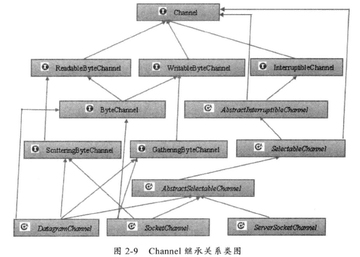 Channel
ReadableByteChannel
WritableByteChannel
InterruptibleChannel
ByteChannel
AbstractInterruptibleChannel
ScatteringByteChannel
GatheringByteChannel
SelectableChannel
AbstractSelectableChannel
DatagramChannel
SocketChannel
ServerSocketChannel
图 2-9 Channel 继承关系类图